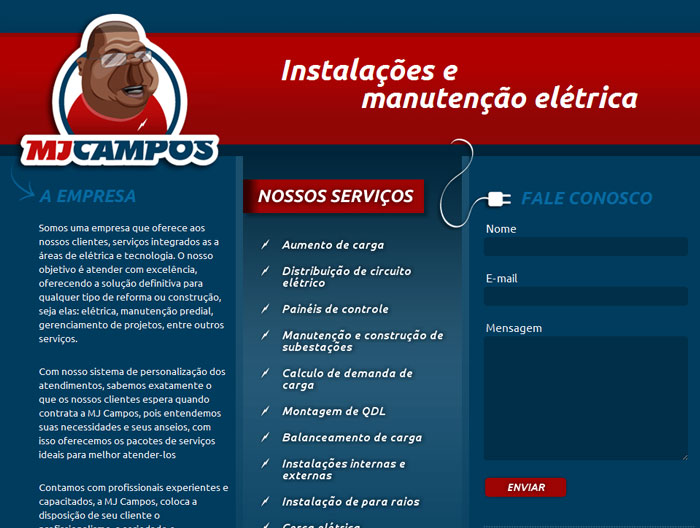 Instalações e
manutenção elétrica
MJCAMPOS
A EMPRESA
Somos uma empresa que oferece aos
nossos clientes, serviços integrados as a
áreas de elétrica e tecnologia. O nosso
objetivo é atender com excelência,
oferecendo a solução definitiva para
qualquer tipo de reforma ou construção,
seja elas: elétrica, manutenção predial,
gerenciamento de projetos, entre outros
serviços.
Com nosso sistema de personalização dos
atendimentos, sabemos exatamente o
que os nossos clientes espera quando
contrata a MJ Campos, pois entendemos
suas necessidades e seus anseios, com
isso oferecemos os pacotes de serviços
ideais para melhor atender-los
Contamos com profissionais experientes e
capacitados, a MJ Campos, coloca a
disposição de seu cliente o
NOSSOS SERVIÇOS
Aumento de carga
Distribuição de circuito
elétrico
Painéis de controle
Manutenção e construção de
subestações
Calculo de demanda de
carga
Montagem de QDL
Balanceamento de carga
Instalações internas e
externas
Instalação de para raios
FALE CONOSCO
Nome
E-mail
Mensagem
ENVIAR